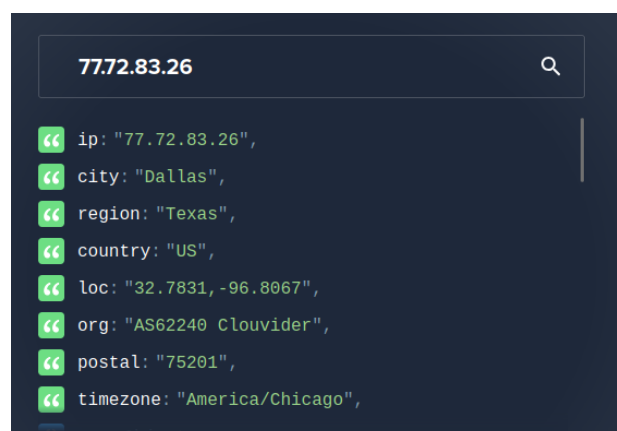 77.72.83.26
ip: "77.72.83.26",
city: "Dallas",
region: "Texas",
country: "US",
loc: "32.7831,-96.8067",
org: "AS62240 Clouvider",
postal: "75201",
timezone: "America/Chicago",